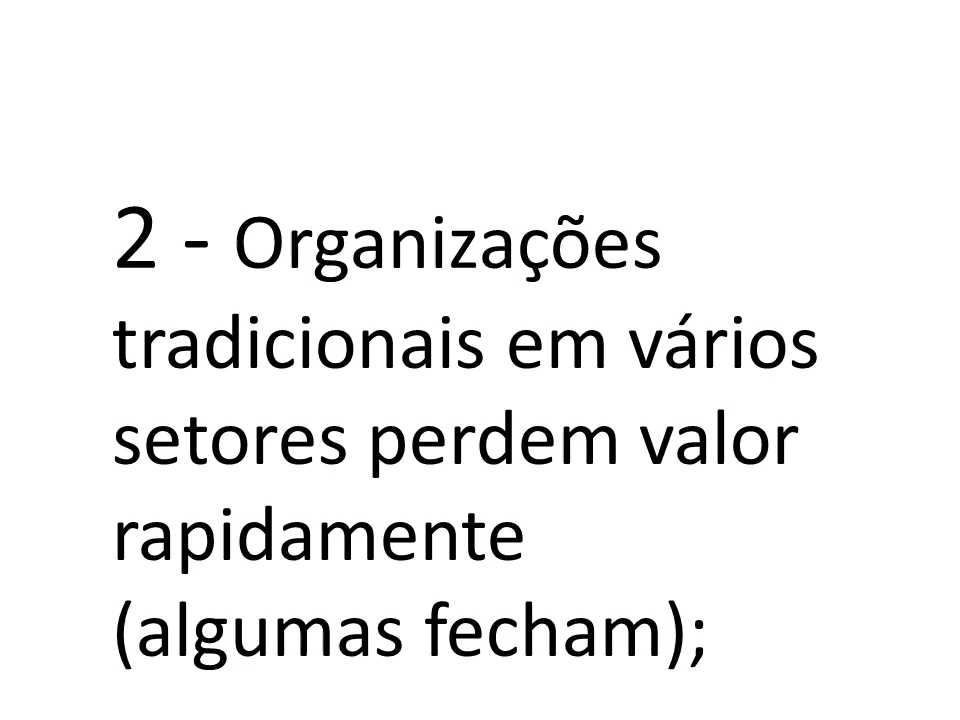 2 - Organizações
tradicionais em vários
setores perdem valor
rapidamente
(algumas fecham);